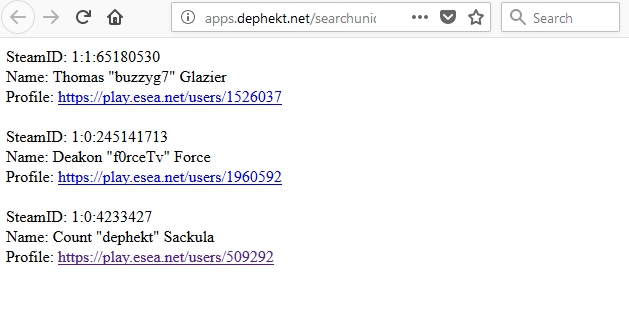 apps.dephekt.net/searchunic
Search
SteamID: 1:1:65180530
Name: Thomas "buzzyg7" Glazier
Profile: https://play.esea.net/users/1526037
SteamID: 1:0:245141713
Name: Deakon "f0rceTv" Force
Profile: https://play.esea.net/users/1960592
SteamID: 1:0:4233427
Name: Count "dephekt" Sackula
Profile: https://play.esea.net/users/509292